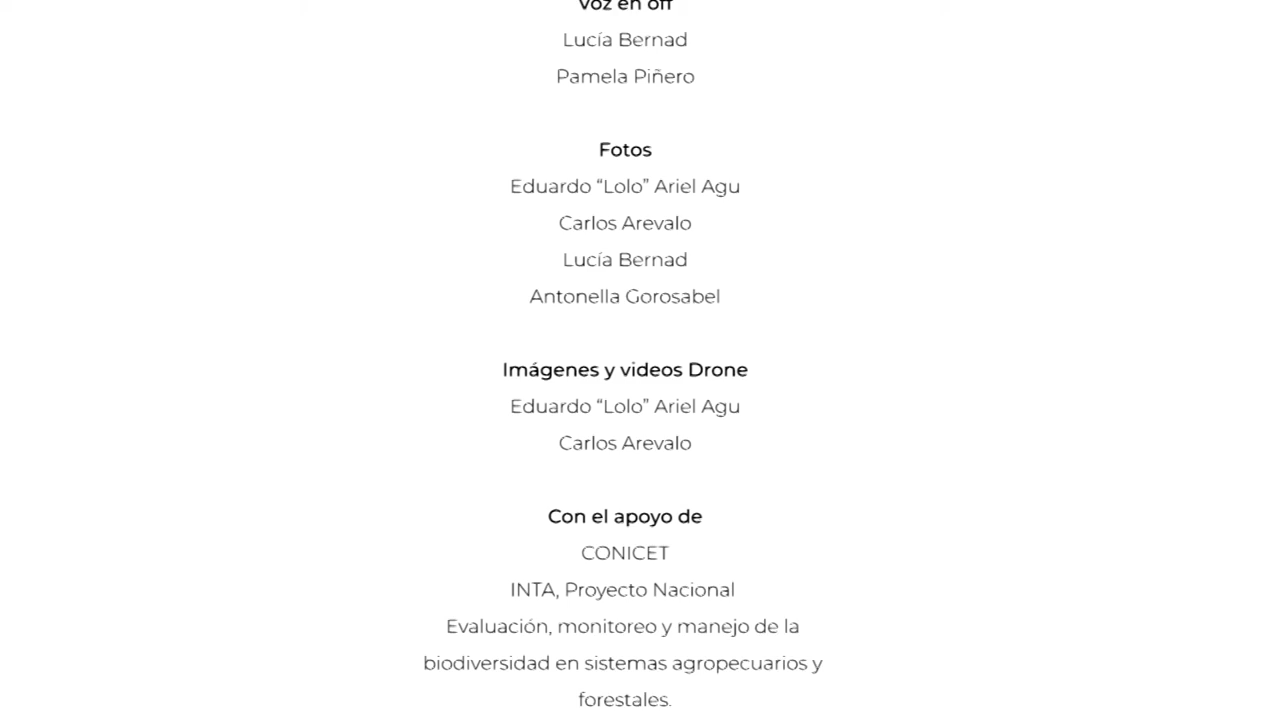 Voz en off
Lucía Bernad
Pamela Piñero
Fotos
Eduardo “Lolo” Ariel Agu
Carlos Arevalo
Lucía Bernad
Antonella Gorosabel
Imágenes y videos Drone
Eduardo “Lolo” Ariel Agu
Carlos Arevalo
Con el apoyo de
CONICET
INTA, Proyecto Nacional
Evaluación, monitoreo y manejo de la
biodiversidad en sistemas agropecuarios y
forestales.